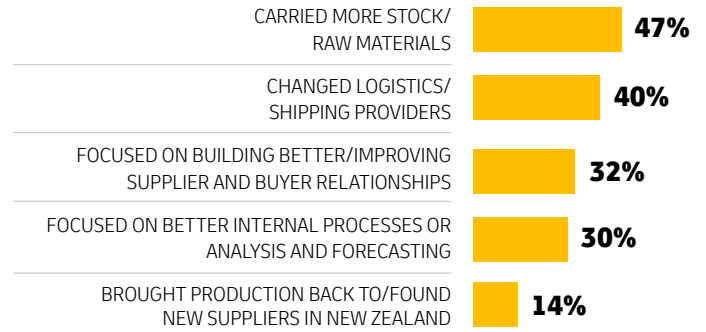 CARRIED MORE STOCK/
RAW MATERIALS
47%
CHANGED LOGISTICS/
SHIPPING PROVIDERS
40%
FOCUSED ON BUILDING BETTER/IMPROVING
SUPPLIER AND BUYER RELATIONSHIPS
32%
FOCUSED ON BETTER INTERNAL PROCESSES OR
ANALYSIS AND FORECASTING
30%
BROUGHT PRODUCTION BACK TO/FOUND
NEW SUPPLIERS IN NEW ZEALAND
14%